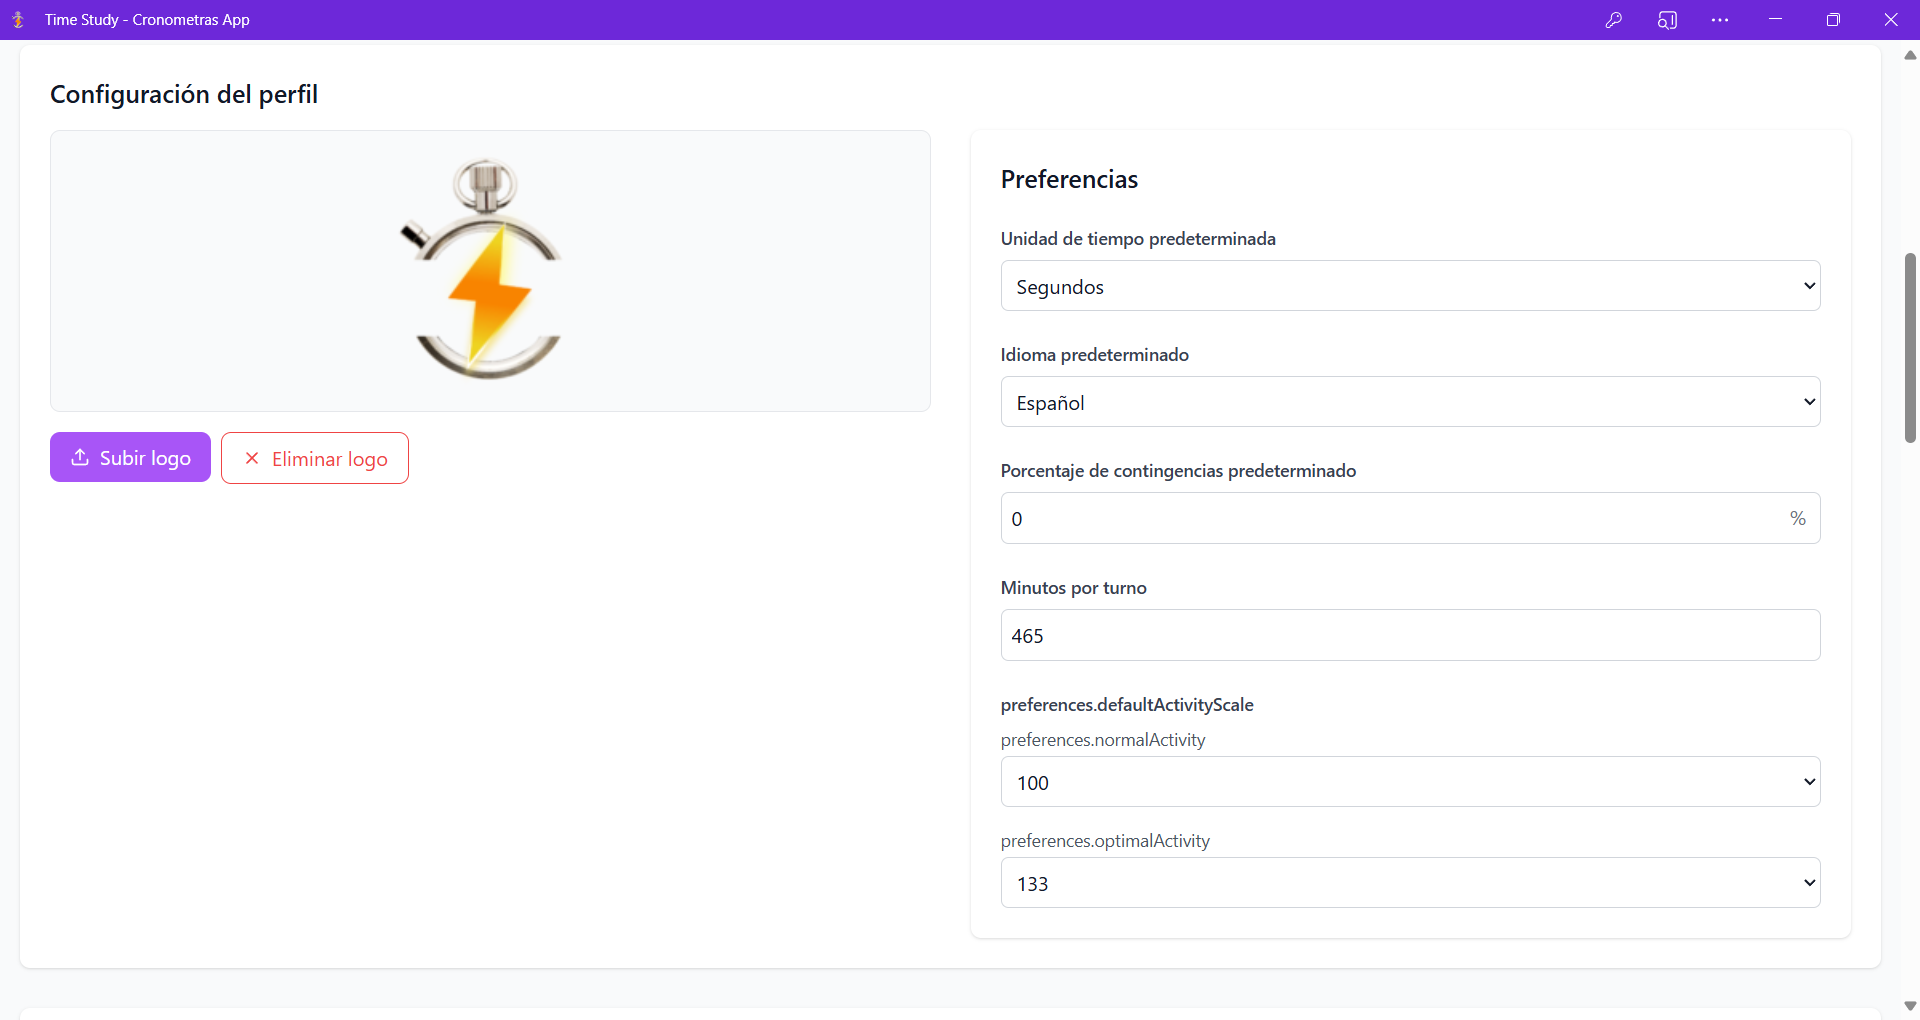 Time Study - Cronometras App
Configuración del perfil
Subir logo
Eliminar logo
Preferencias
Unidad de tiempo predeterminada
Segundos
Idioma predeterminado
Español
Porcentaje de contingencias predeterminado
0 %
Minutos por turno
465
preferences.defaultActivityScale
preferences.normalActivity
100
preferences.optimalActivity
133